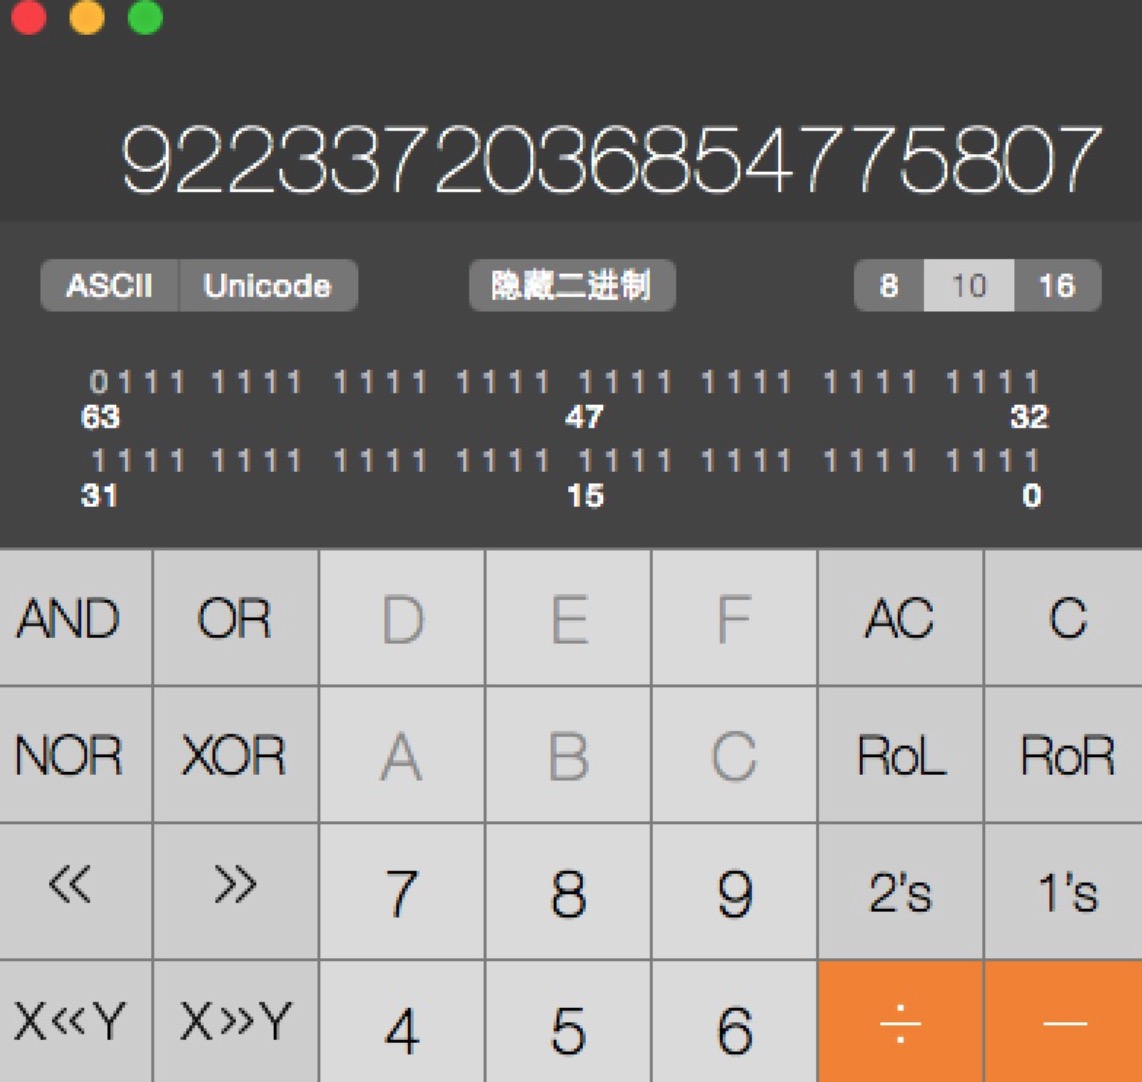 9223372036854775807
ASCII Unicode 隐藏二进制 8 10 16
0111 1111 1111 1111 1111 1111 1111 1111
63 47 32
1111 1111 1111 1111 1111 1111 1111 1111
31 15 0
AND OR D E F AC C
NOR XOR A B C RoL RoR
<< >> 7 8 9 2's 1's
X<<Y X>>Y 4 5 6 ÷ −